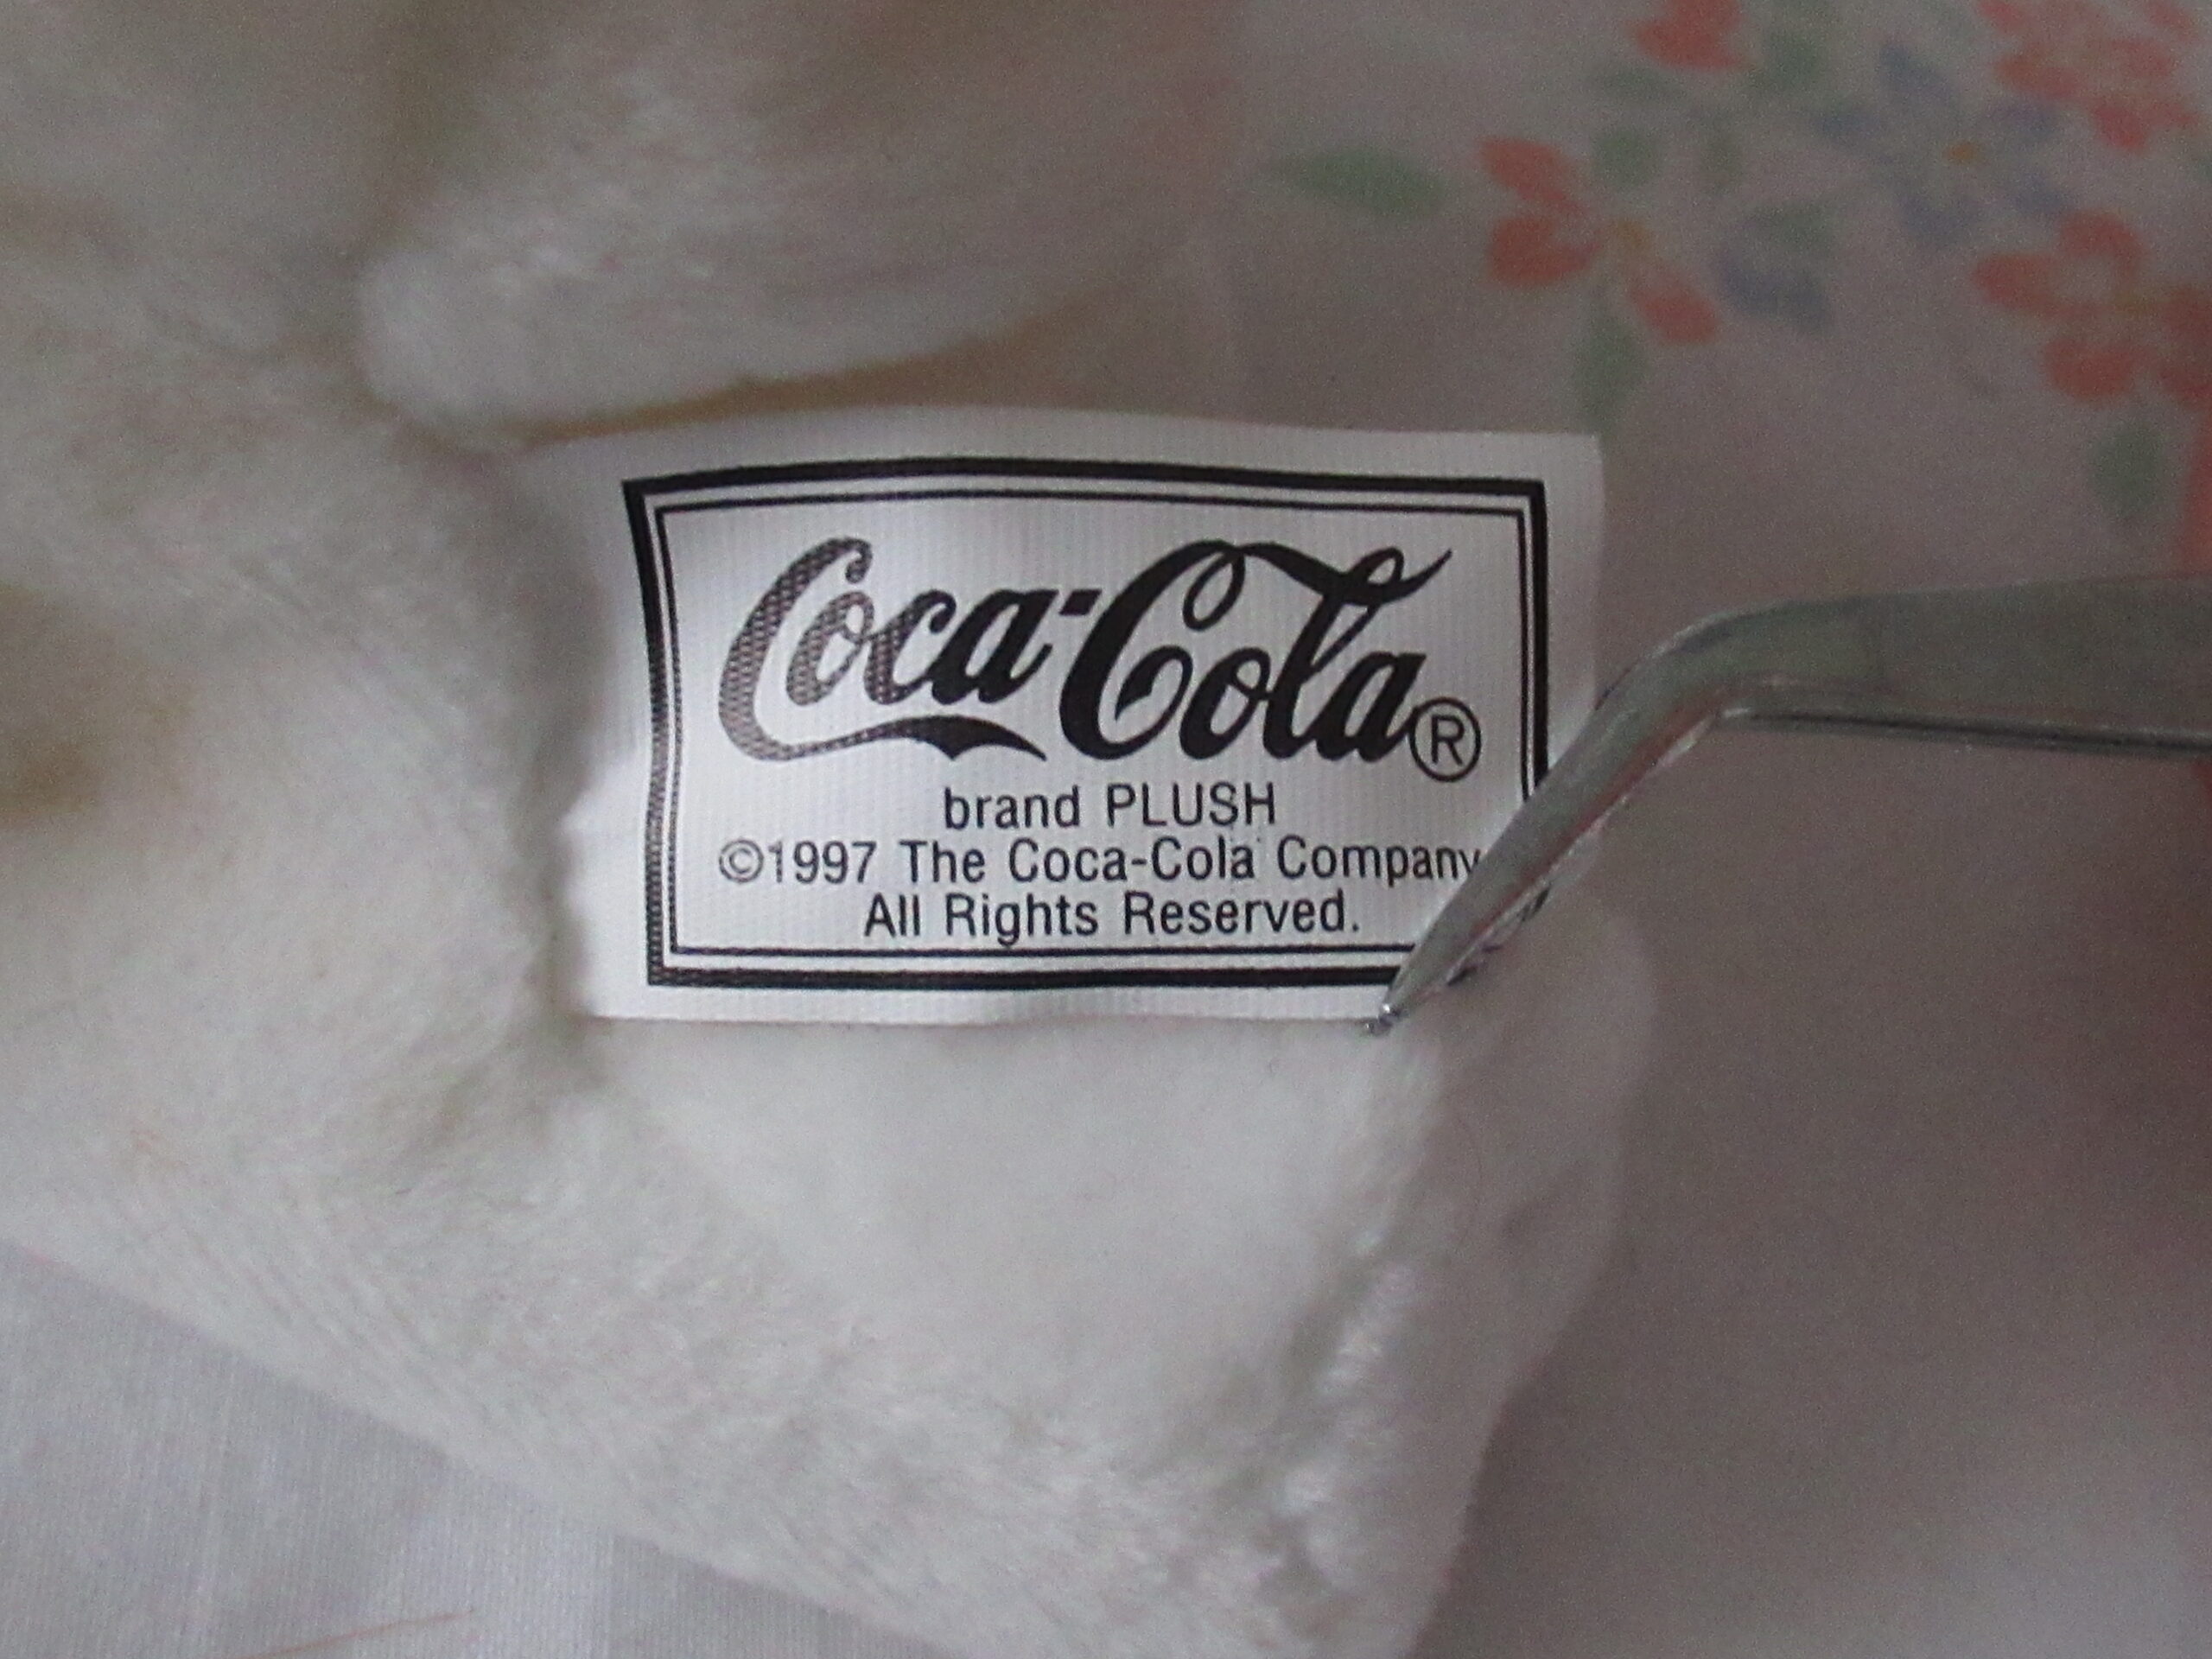 Coca-Cola®
brand PLUSH
©1997 The Coca-Cola Company
All Rights Reserved.